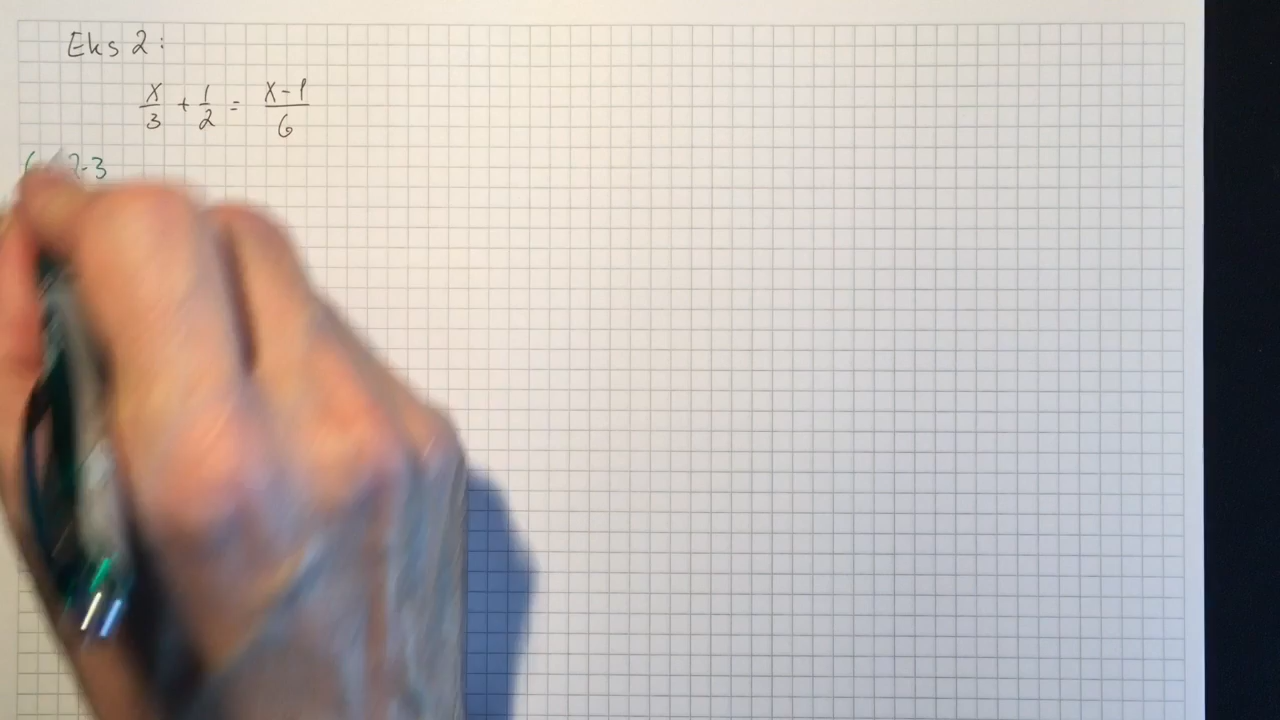 Eks 2:
x/3 + 1/2 = x-1/6
2·3